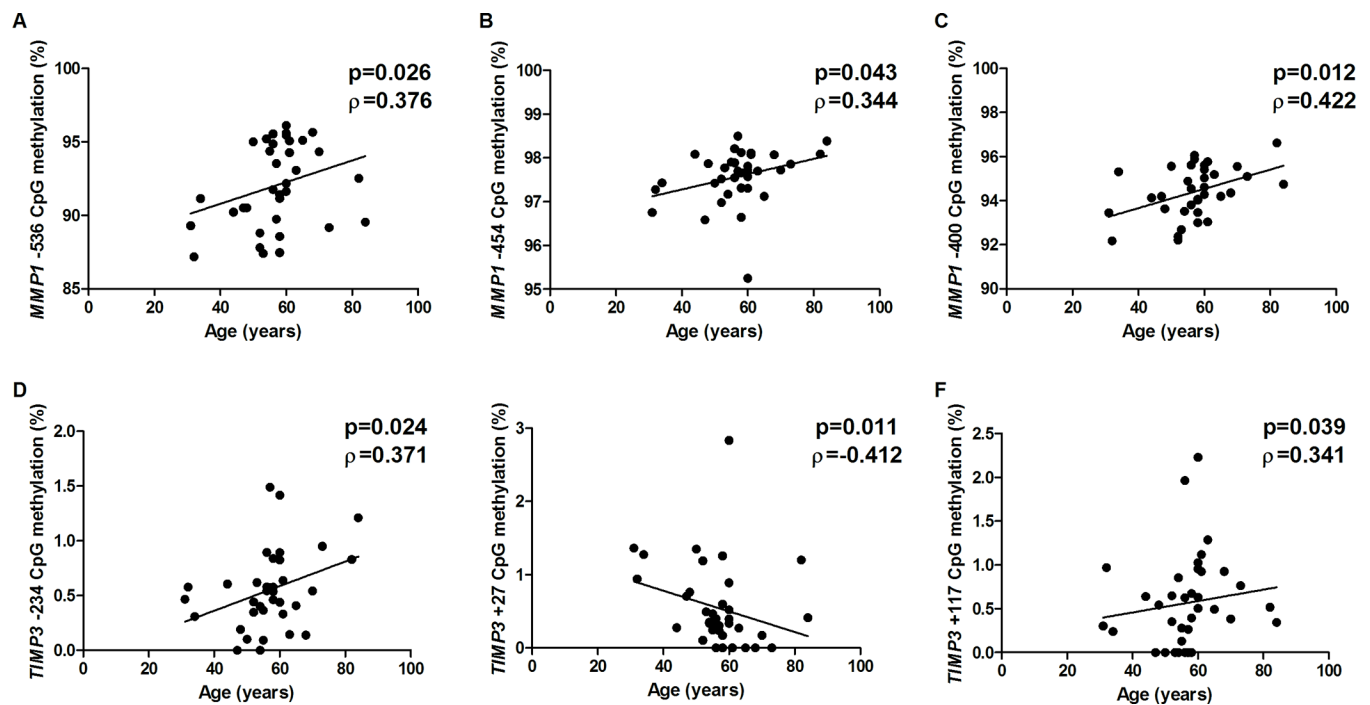 A
MMP1 -536 CpG methylation (%)
100
95
90
85
0 20 40 60 80 100
Age (years)
p=0.026
ρ=0.376
B
MMP1 -454 CpG methylation (%)
100
99
98
97
96
95
0 20 40 60 80 100
Age (years)
p=0.043
ρ=0.344
C
MMP1 -400 CpG methylation (%)
100
98
96
94
92
90
0 20 40 60 80 100
Age (years)
p=0.012
ρ=0.422
D
TIMP3 -234 CpG methylation (%)
2.0
1.5
1.0
0.5
0.0
0 20 40 60 80 100
Age (years)
p=0.024
ρ=0.371
TIMP3 +27 CpG methylation (%)
3
2
1
0
0 20 40 60 80 100
Age (years)
p=0.011
ρ=-0.412
F
TIMP3 +117 CpG methylation (%)
2.5
2.0
1.5
1.0
0.5
0.0
0 20 40 60 80 100
Age (years)
p=0.039
ρ=0.341